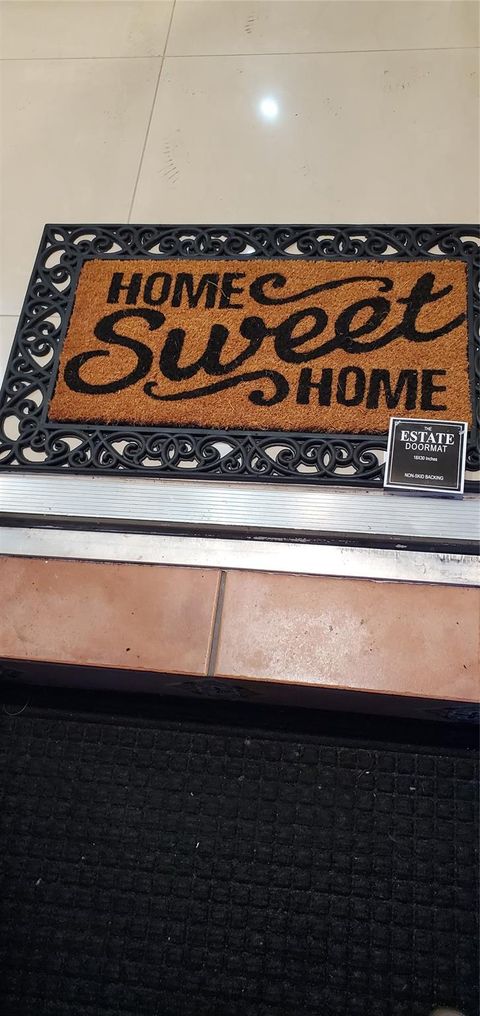 HOME
Sweet
HOME
THE
ESTATE
DOORMAT
18X30 Inches
NON-SKID BACKING